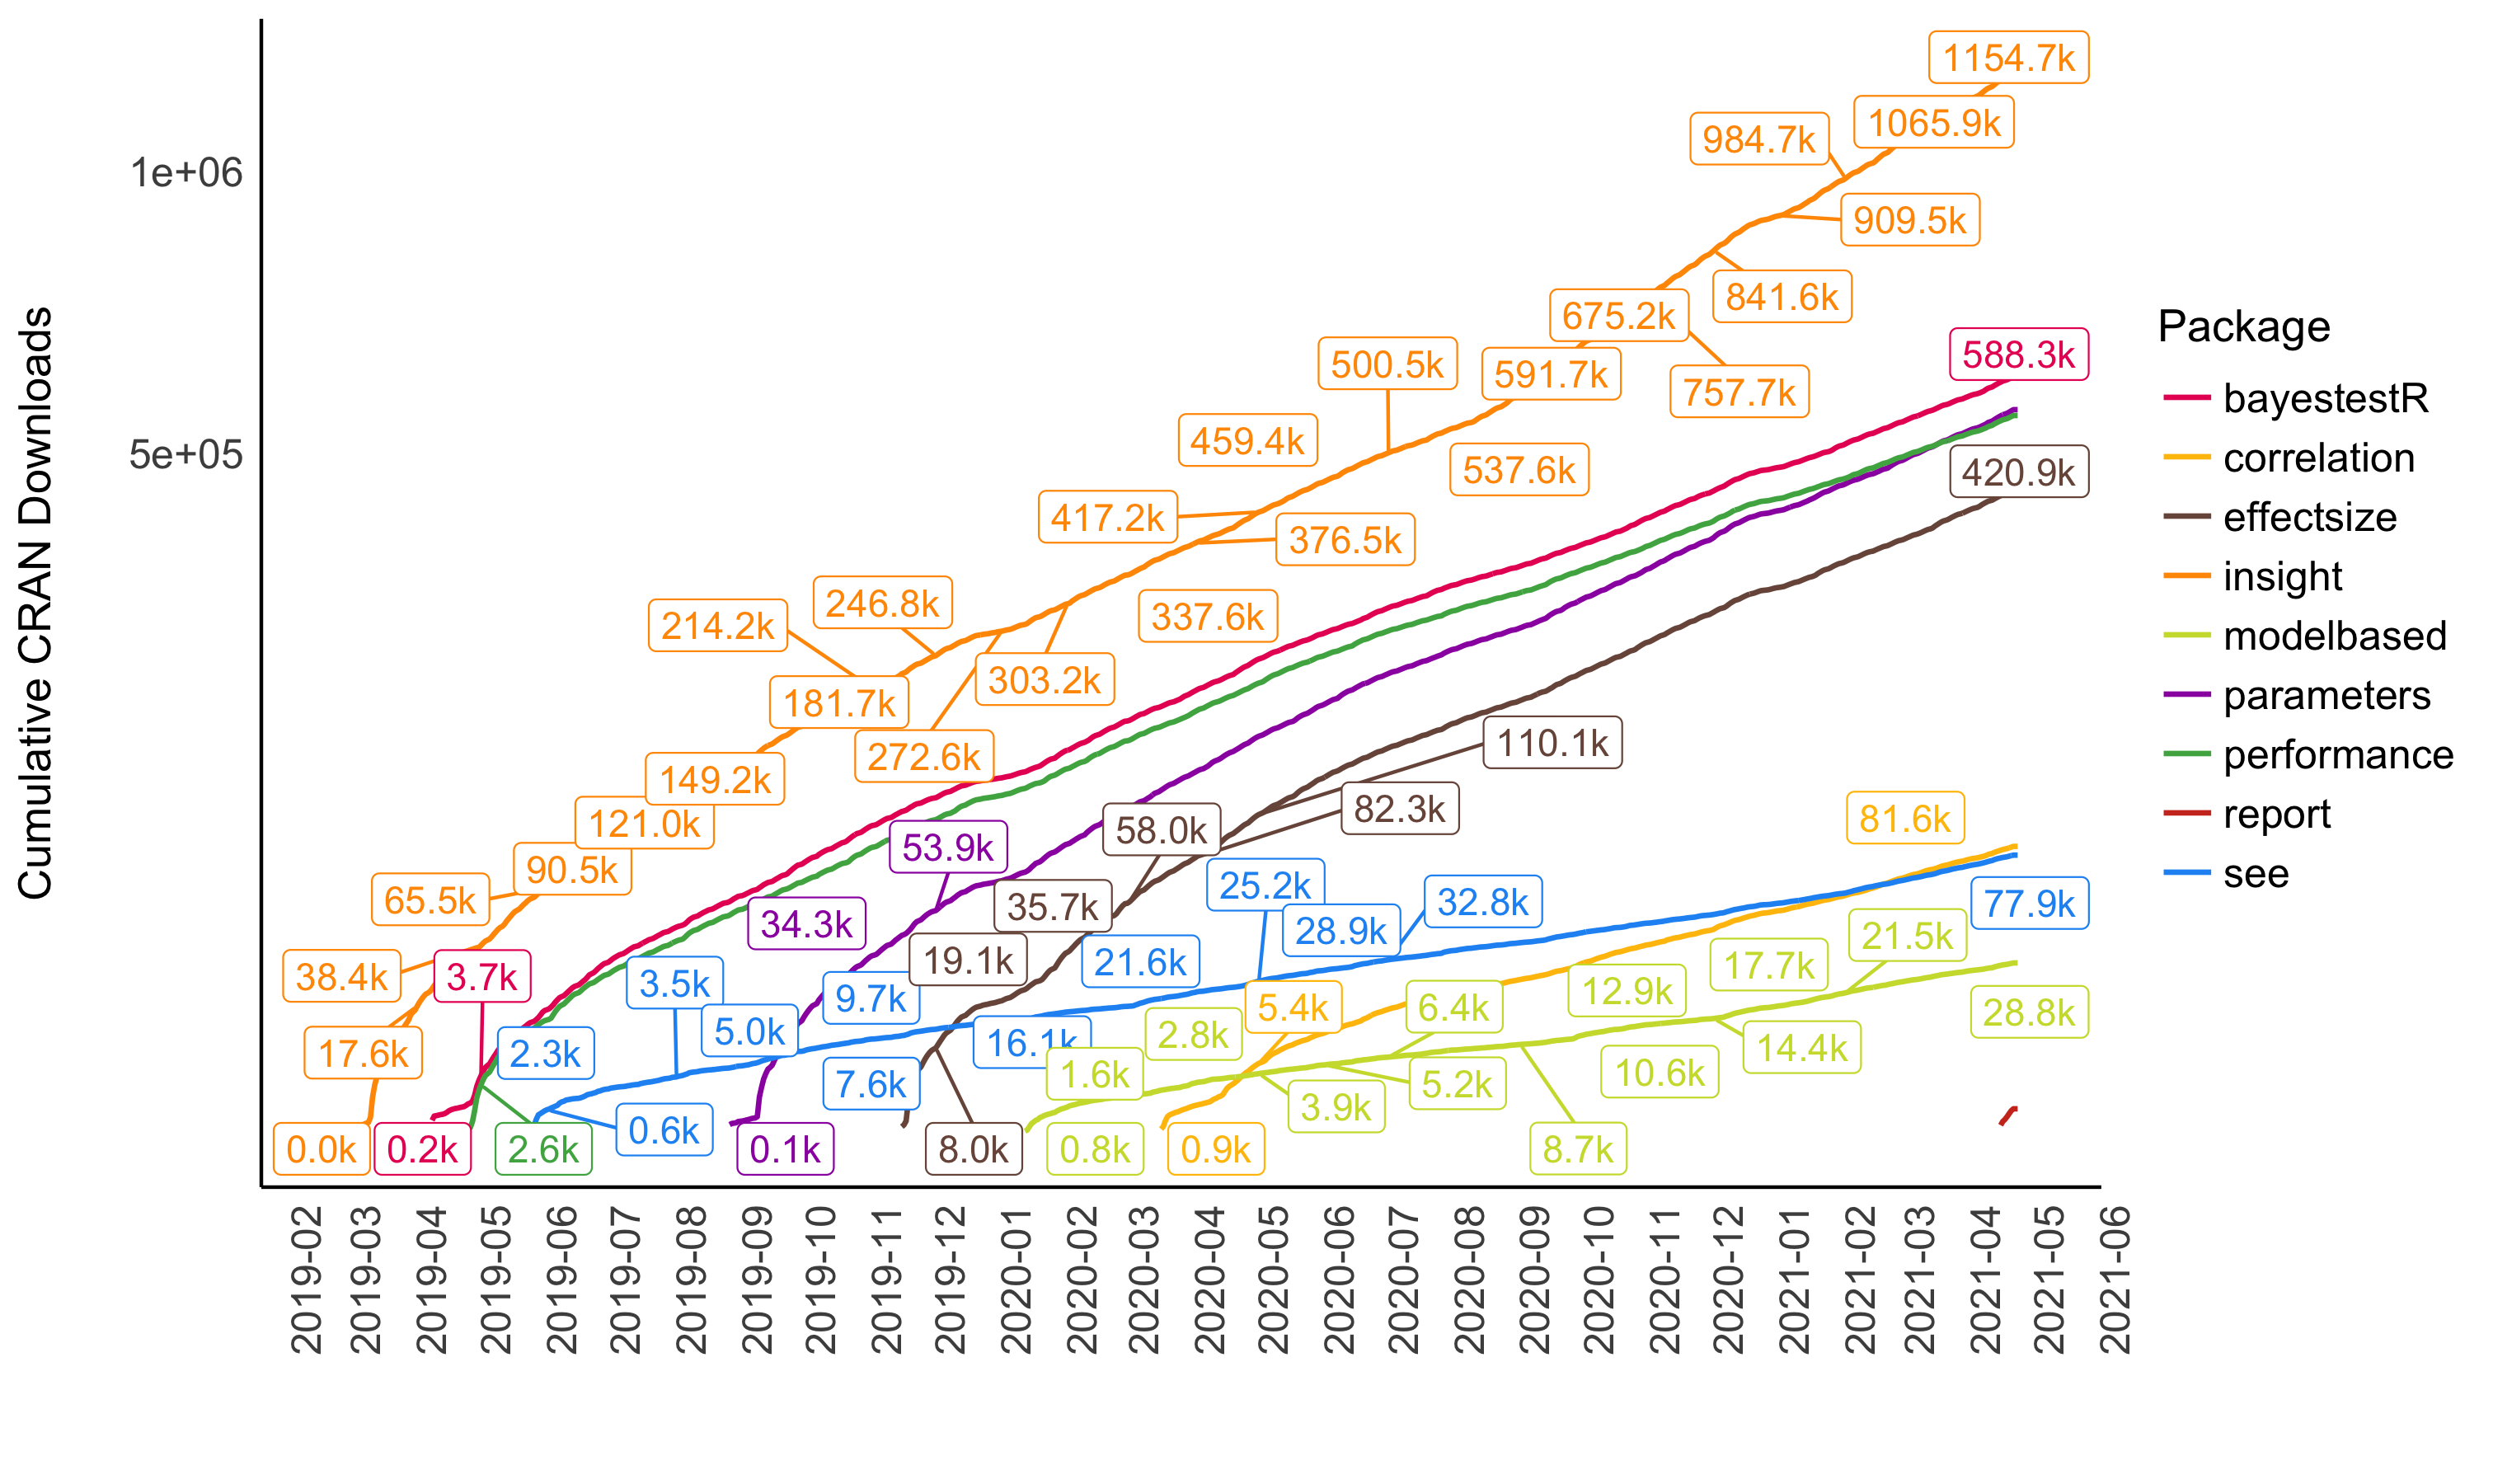 Cumulative CRAN Downloads
1e+06
5e+05
1154.7k
1065.9k
984.7k
909.5k
841.6k
675.2k
757.7k
591.7k
500.5k
537.6k
459.4k
417.2k
376.5k
337.6k
303.2k
246.8k
214.2k
272.6k
181.7k
149.2k
121.0k
90.5k
65.5k
38.4k
17.6k
0.0k
588.3k
3.7k
0.2k
420.9k
110.1k
82.3k
58.0k
35.7k
19.1k
8.0k
53.9k
34.3k
0.1k
2.6k
81.6k
5.4k
0.9k
77.9k
32.8k
28.9k
25.2k
21.6k
16.1k
9.7k
7.6k
5.0k
3.5k
2.3k
0.6k
28.8k
21.5k
17.7k
14.4k
12.9k
10.6k
8.7k
6.4k
5.2k
3.9k
2.8k
1.6k
0.8k
2019-02
2019-03
2019-04
2019-05
2019-06
2019-07
2019-08
2019-09
2019-10
2019-11
2019-12
2020-01
2020-02
2020-03
2020-04
2020-05
2020-06
2020-07
2020-08
2020-09
2020-10
2020-11
2020-12
2021-01
2021-02
2021-03
2021-04
2021-05
2021-06
Package
bayestestR
correlation
effectsize
insight
modelbased
parameters
performance
report
see